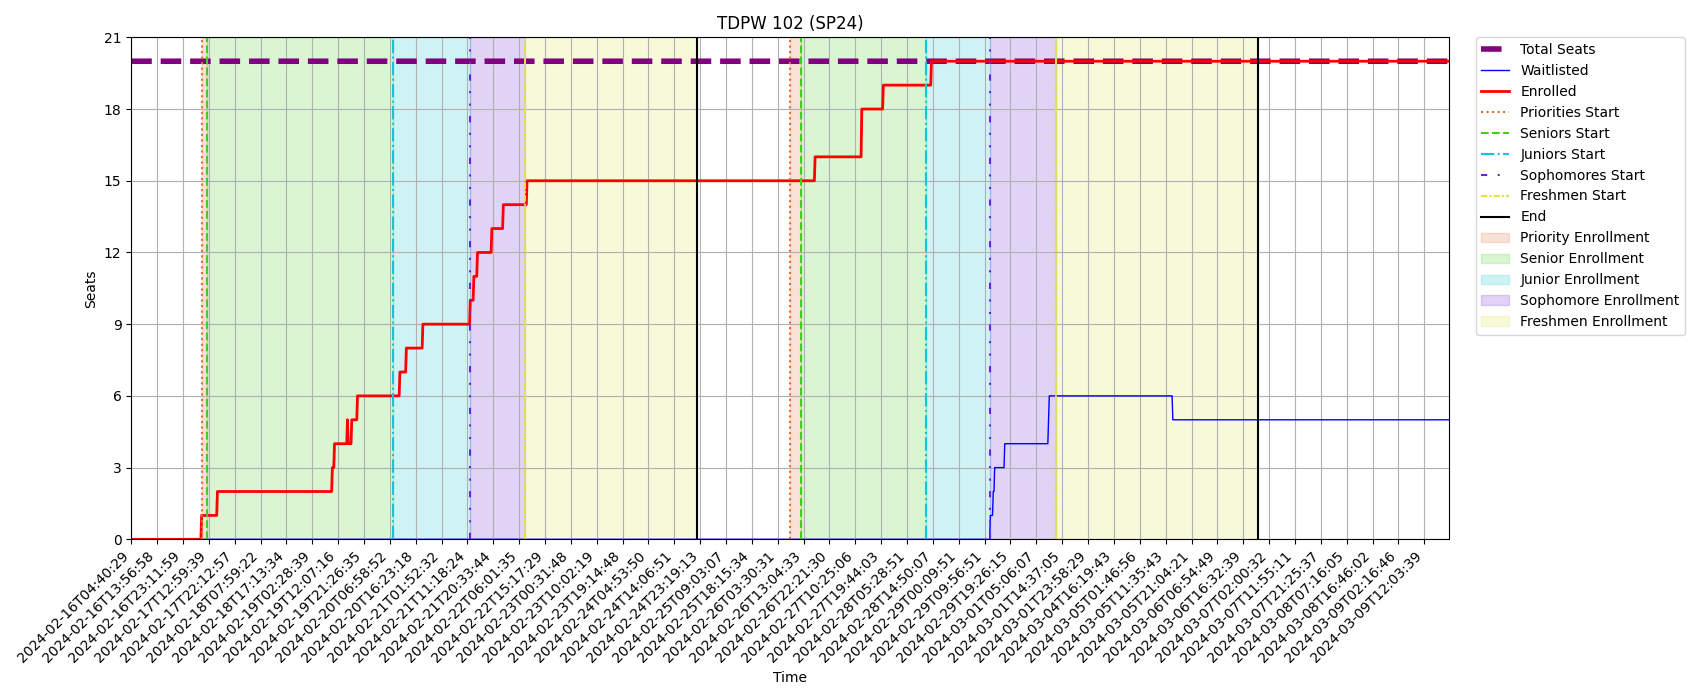 TDPW 102 (SP24)
21
18
15
12
9
6
3
0
Seats
2024-02-16T04:40:29
2024-02-16T13:56:58
2024-02-16T23:11:59
2024-02-17T12:59:39
2024-02-17T22:12:57
2024-02-18T07:59:22
2024-02-18T17:13:34
2024-02-19T02:28:39
2024-02-19T12:07:16
2024-02-19T21:26:35
2024-02-20T06:58:52
2024-02-20T16:23:18
2024-02-21T01:52:32
2024-02-21T11:18:24
2024-02-21T20:33:44
2024-02-22T06:01:35
2024-02-22T15:17:29
2024-02-23T00:31:48
2024-02-23T10:02:19
2024-02-23T19:14:48
2024-02-24T04:53:50
2024-02-24T14:06:51
2024-02-24T23:19:13
2024-02-25T09:03:07
2024-02-25T18:15:34
2024-02-26T03:30:31
2024-02-26T13:04:33
2024-02-26T22:21:30
2024-02-27T10:25:06
2024-02-27T19:44:03
2024-02-28T05:28:51
2024-02-28T14:50:07
2024-02-29T00:09:51
2024-02-29T09:56:51
2024-02-29T19:26:15
2024-03-01T05:06:07
2024-03-01T14:37:05
2024-03-01T23:58:29
2024-03-04T16:19:43
2024-03-05T01:46:56
2024-03-05T11:35:43
2024-03-05T21:04:21
2024-03-06T06:54:49
2024-03-06T16:32:39
2024-03-07T02:00:32
2024-03-07T11:55:11
2024-03-07T21:25:37
2024-03-08T07:16:05
2024-03-08T16:46:02
2024-03-09T02:16:46
2024-03-09T12:03:39
Time
Total Seats
Waitlisted
Enrolled
Priorities Start
Seniors Start
Juniors Start
Sophomores Start
Freshmen Start
End
Priority Enrollment
Senior Enrollment
Junior Enrollment
Sophomore Enrollment
Freshmen Enrollment